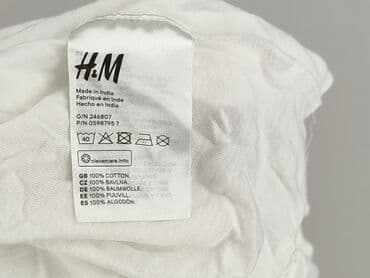 H&M
Made in India
Fabriqué en Inde
Hecho en India
G/N 246807
P/N 0598795 7
40
clevercare.info
GB 100% COTTON.
CZ 100% BAVLNA.
DE 100% BAUMWOLLE.
EE 100% PUUVILL.
ES 100% ALGODÓN.